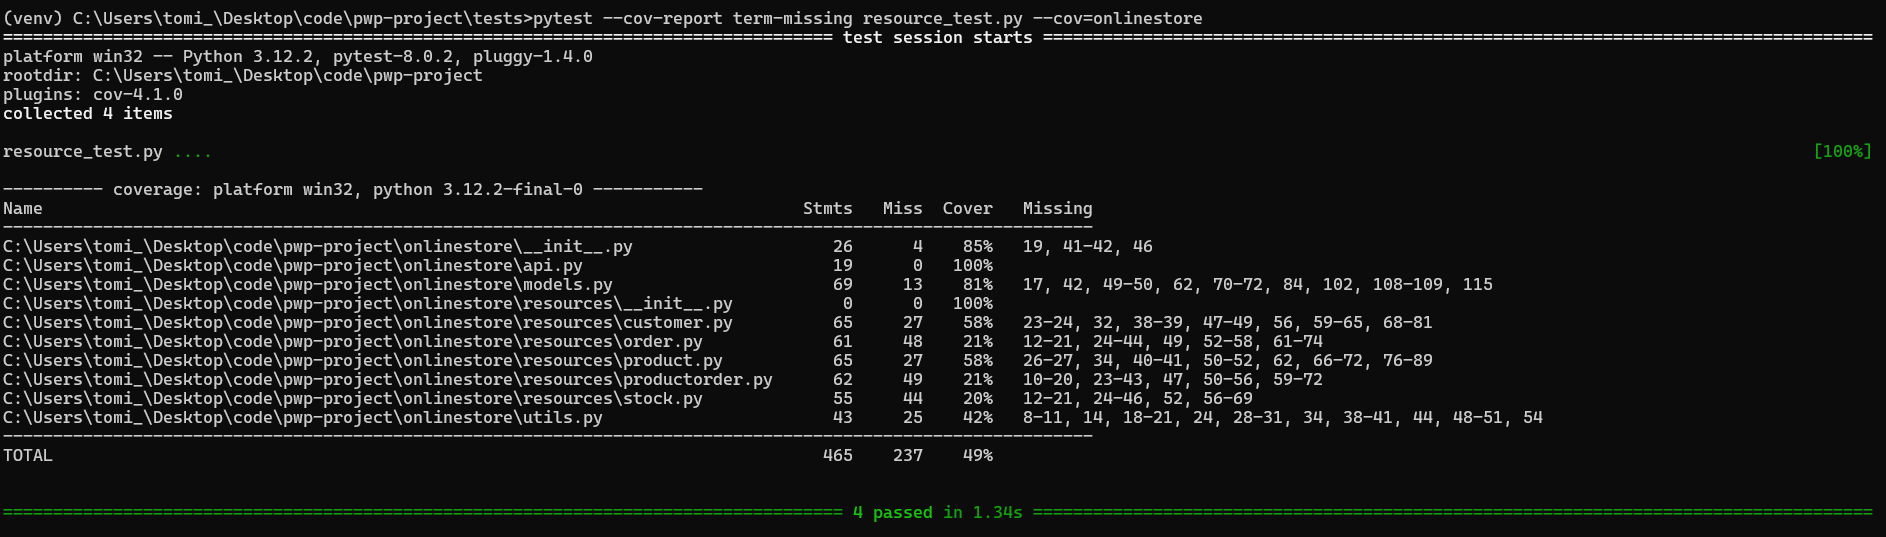 (venv) C:\Users\tomi_\Desktop\code\pwp-project\tests>pytest --cov-report term-missing resource_test.py --cov=onlinestore
=================================================================================== test session starts ===================================================================================
platform win32 -- Python 3.12.2, pytest-8.0.2, pluggy-1.4.0
rootdir: C:\Users\tomi_\Desktop\code\pwp-project
plugins: cov-4.1.0
collected 4 items
resource_test.py .... [100%]
---------- coverage: platform win32, python 3.12.2-final-0 -----------
Name Stmts Miss Cover Missing
-------------------------------------------------------------------------------------------------------------
C:\Users\tomi_\Desktop\code\pwp-project\onlinestore\__init__.py 26 4 85% 19, 41-42, 46
C:\Users\tomi_\Desktop\code\pwp-project\onlinestore\api.py 19 0 100%
C:\Users\tomi_\Desktop\code\pwp-project\onlinestore\models.py 69 13 81% 17, 42, 49-50, 62, 70-72, 84, 102, 108-109, 115
C:\Users\tomi_\Desktop\code\pwp-project\onlinestore\resources\__init__.py 0 0 100%
C:\Users\tomi_\Desktop\code\pwp-project\onlinestore\resources\customer.py 65 27 58% 23-24, 32, 38-39, 47-49, 56, 59-65, 68-81
C:\Users\tomi_\Desktop\code\pwp-project\onlinestore\resources\order.py 61 48 21% 12-21, 24-44, 49, 52-58, 61-74
C:\Users\tomi_\Desktop\code\pwp-project\onlinestore\resources\product.py 65 27 58% 26-27, 34, 40-41, 50-52, 62, 66-72, 76-89
C:\Users\tomi_\Desktop\code\pwp-project\onlinestore\resources\productorder.py 62 49 21% 10-20, 23-43, 47, 50-56, 59-72
C:\Users\tomi_\Desktop\code\pwp-project\onlinestore\resources\stock.py 55 44 20% 12-21, 24-46, 52, 56-69
C:\Users\tomi_\Desktop\code\pwp-project\onlinestore\utils.py 43 25 42% 8-11, 14, 18-21, 24, 28-31, 34, 38-41, 44, 48-51, 54
-------------------------------------------------------------------------------------------------------------
TOTAL 465 237 49%
==================================================================================== 4 passed in 1.34s ====================================================================================